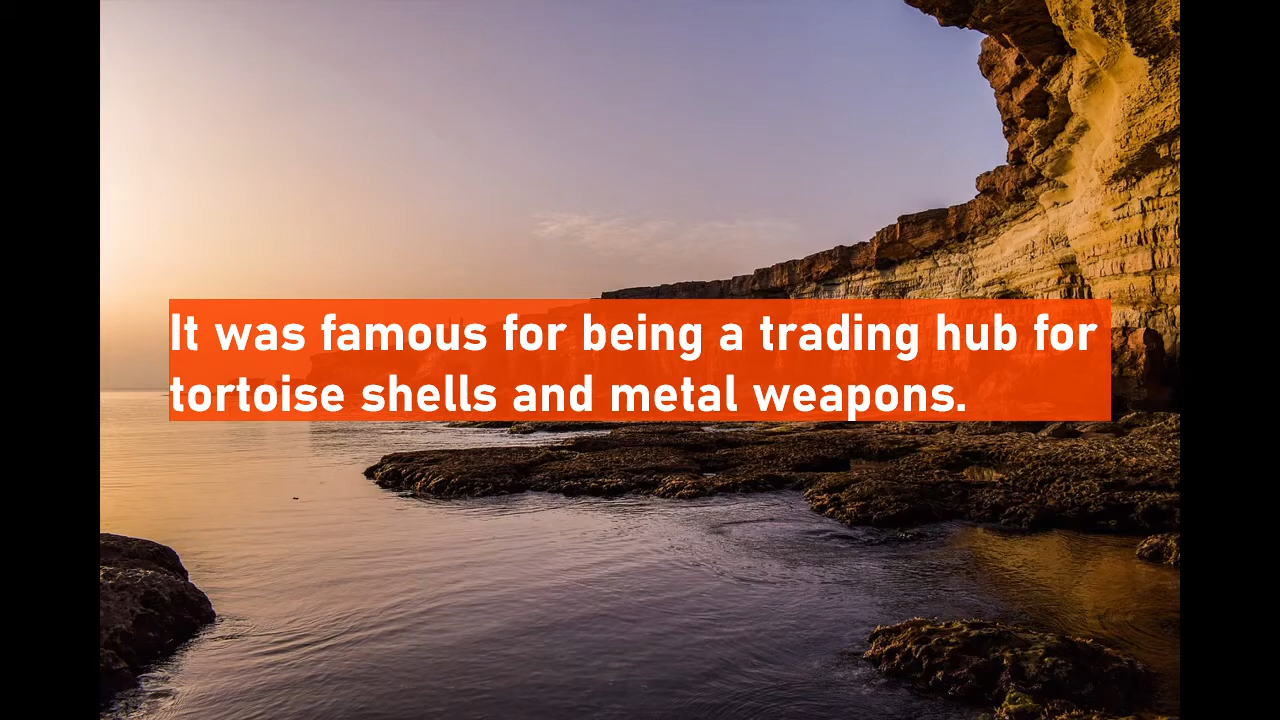 It was famous for being a trading hub for
tortoise shells and metal weapons.